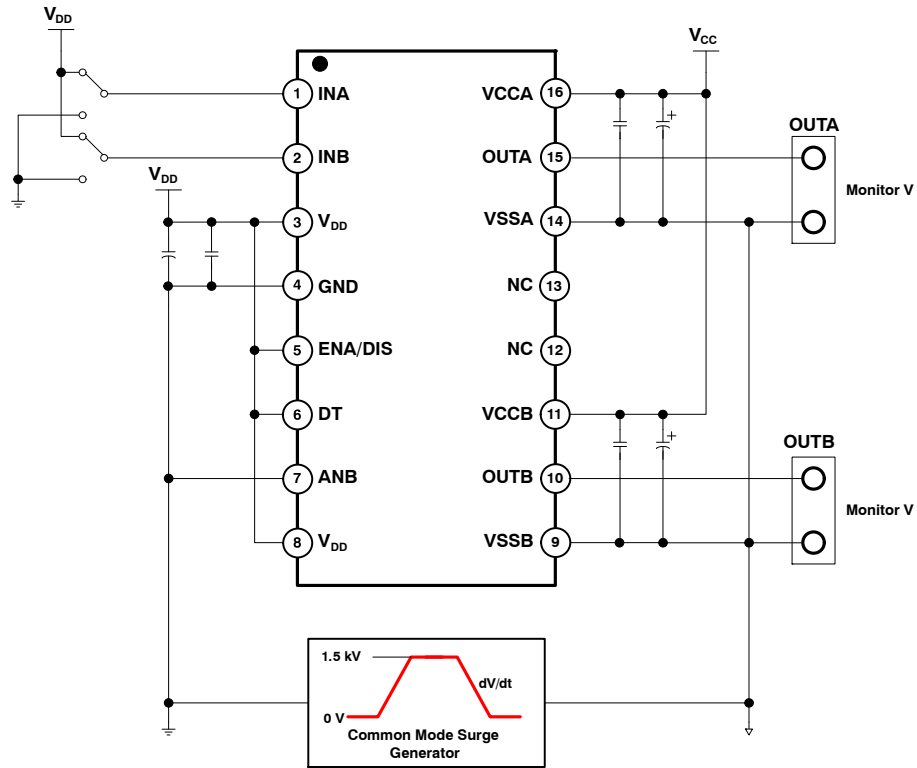 VDD
VCC
1 INA
VCCA 16
OUTA
2 INB
OUTA 15
VDD
Monitor V
3 VDD
VSSA 14
4 GND
NC 13
5 ENA/DIS
NC 12
6 DT
VCCB 11
OUTB
7 ANB
OUTB 10
Monitor V
8 VDD
VSSB 9
+
+
1.5 kV
dV/dt
0 V
Common Mode Surge
Generator